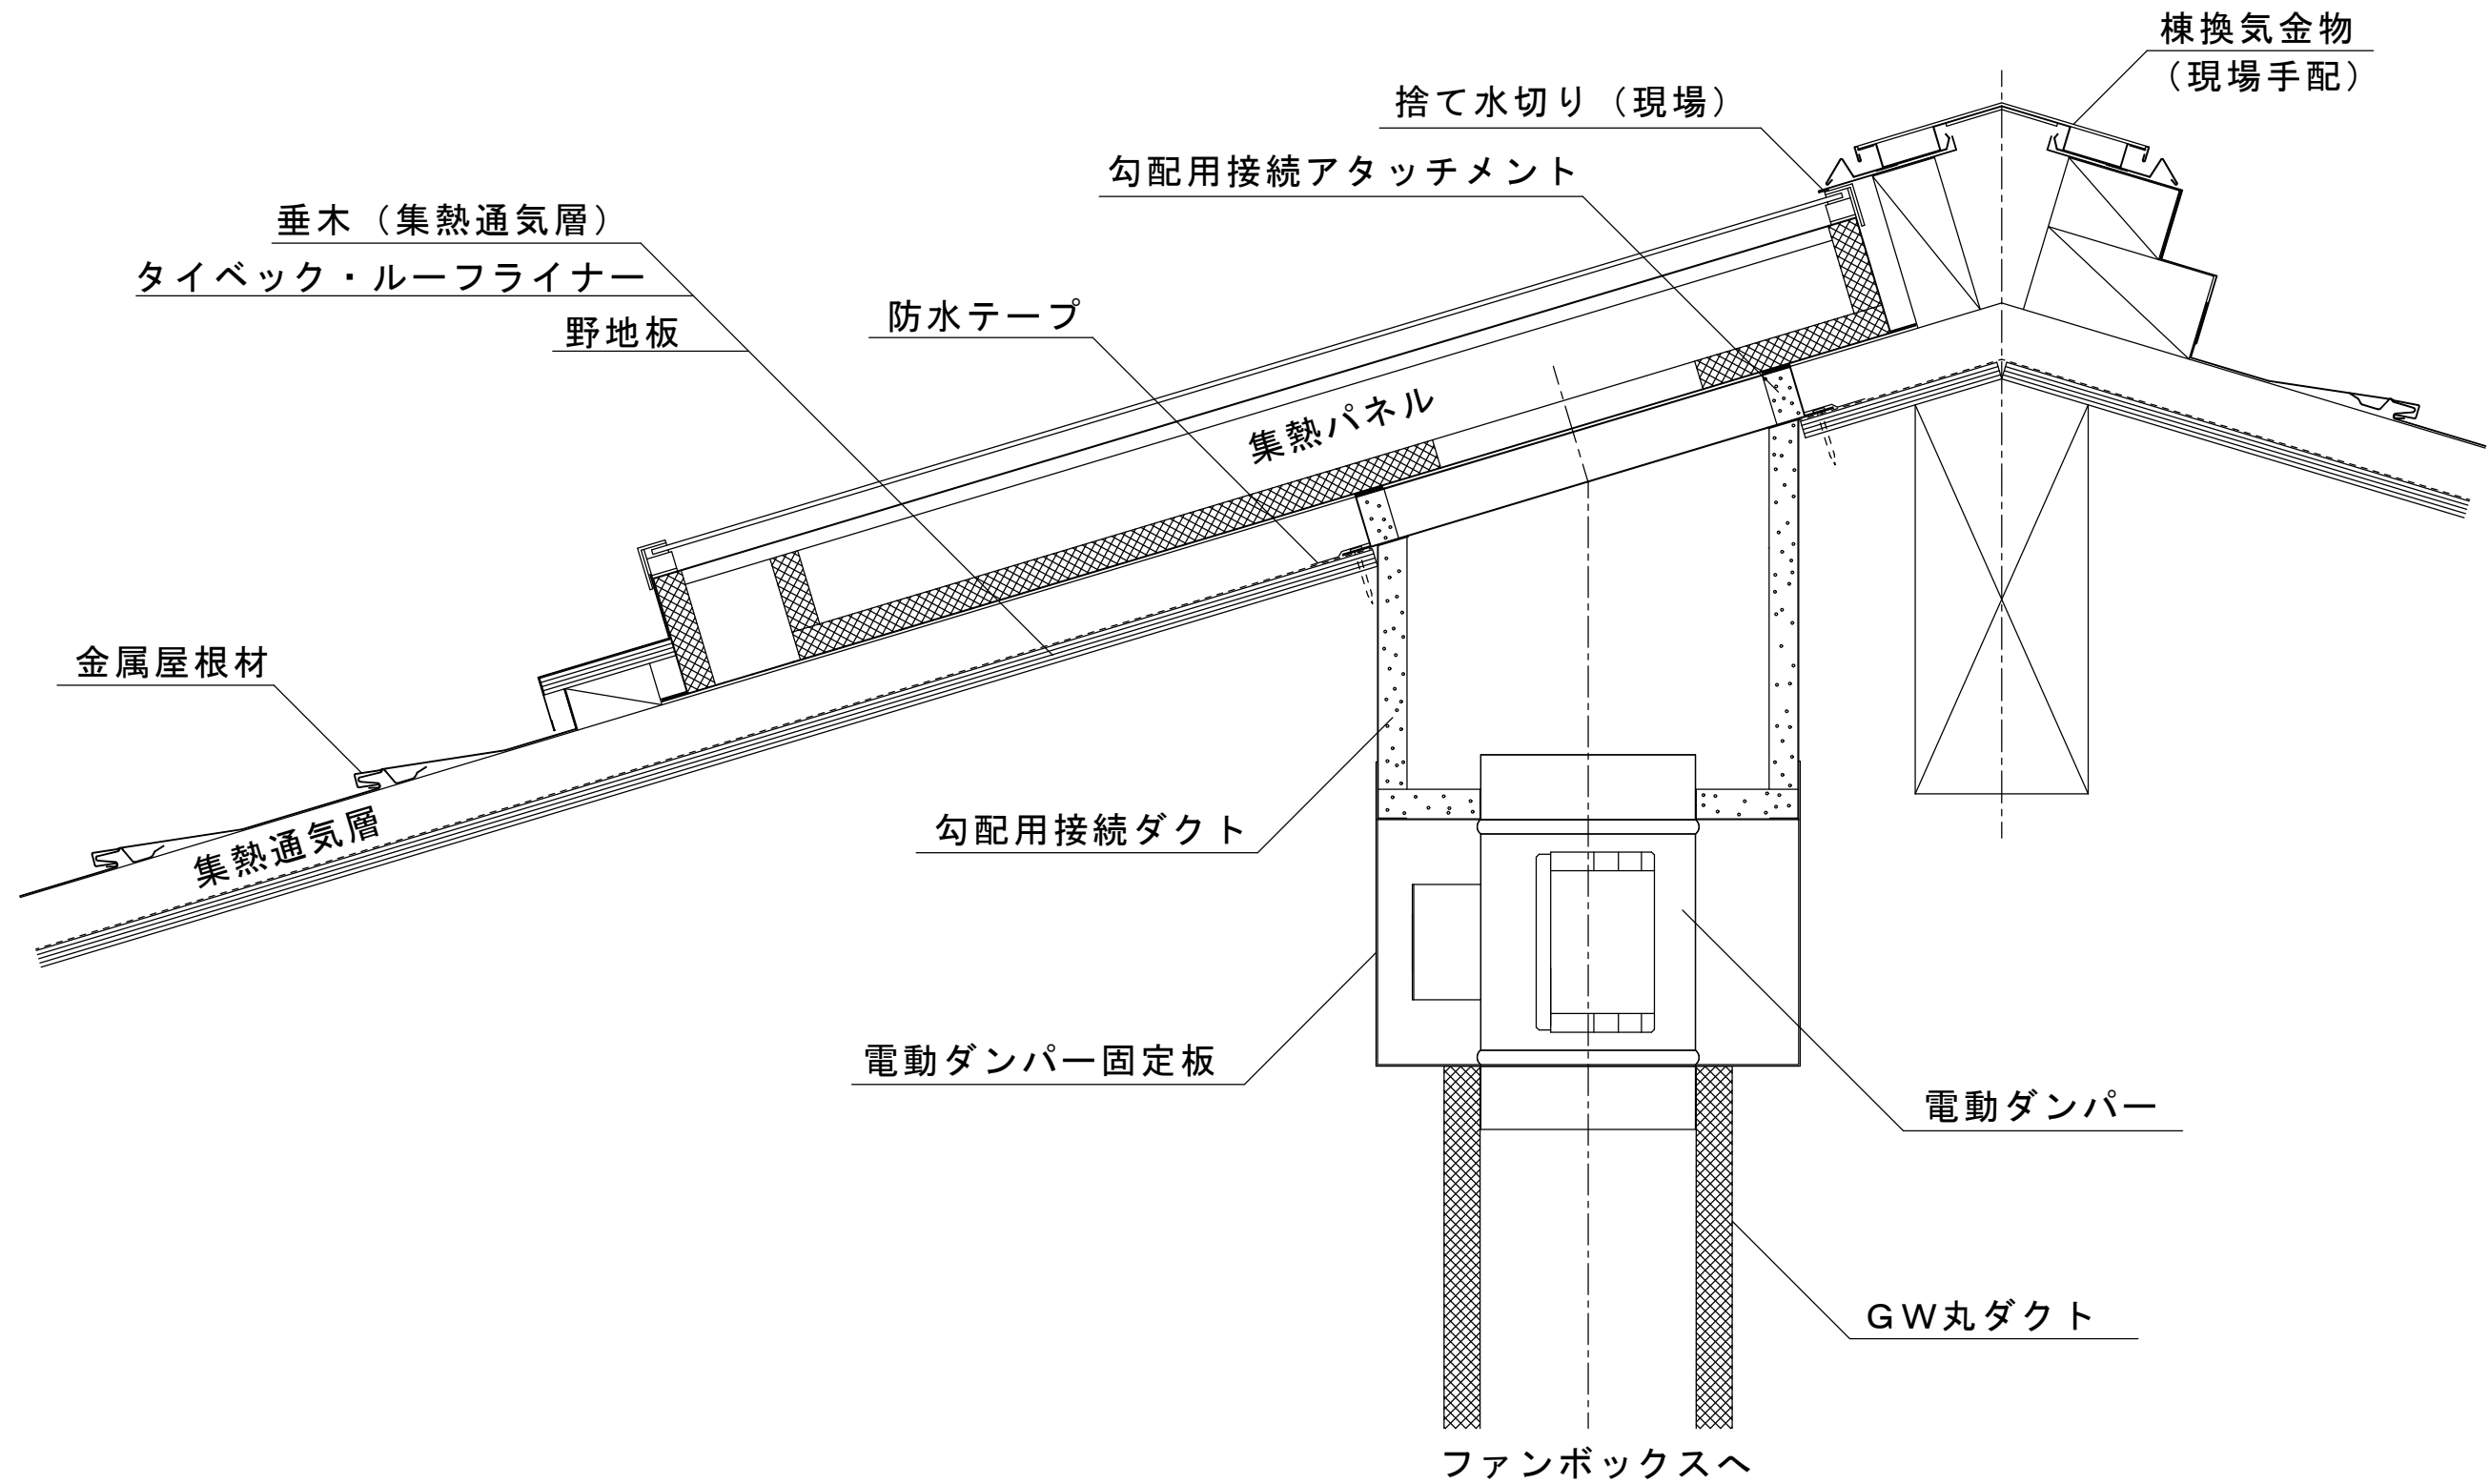 棟換気金物
（現場手配）
捨て水切り（現場）
勾配用接続アタッチメント
垂木（集熱通気層）
タイベック・ルーフライナー
野地板
防水テープ
集熱パネル
金属屋根材
集熱通気層
勾配用接続ダクト
電動ダンパー固定板
電動ダンパー
ＧＷ丸ダクト
ファンボックスへ